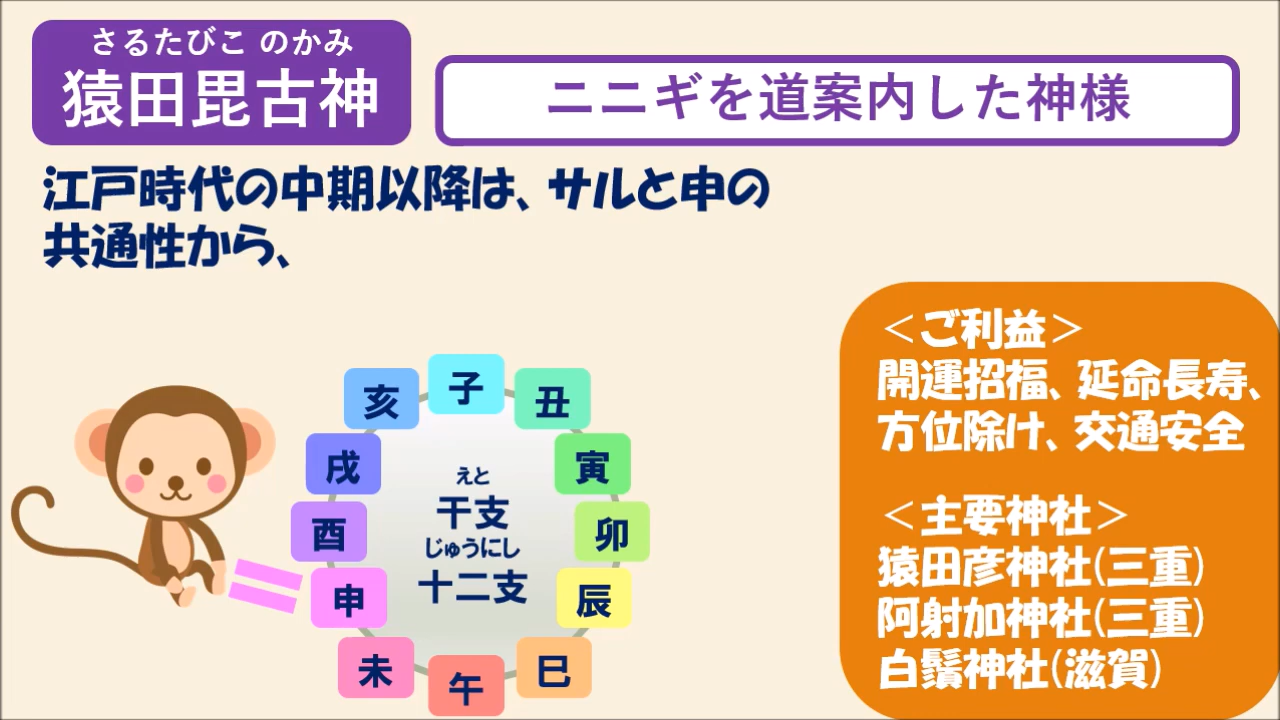 さるたびこ のかみ
猿田毘古神
ニニギを道案内した神様
江戸時代の中期以降は、サルと申の
共通性から、
＜ご利益＞
開運招福、延命長寿、
方位除け、交通安全
＜主要神社＞
猿田彦神社(三重)
阿射加神社(三重)
白鬚神社(滋賀)
子
丑
寅
卯
辰
巳
午
未
申
酉
戌
亥
えと
干支
じゅうにし
十二支